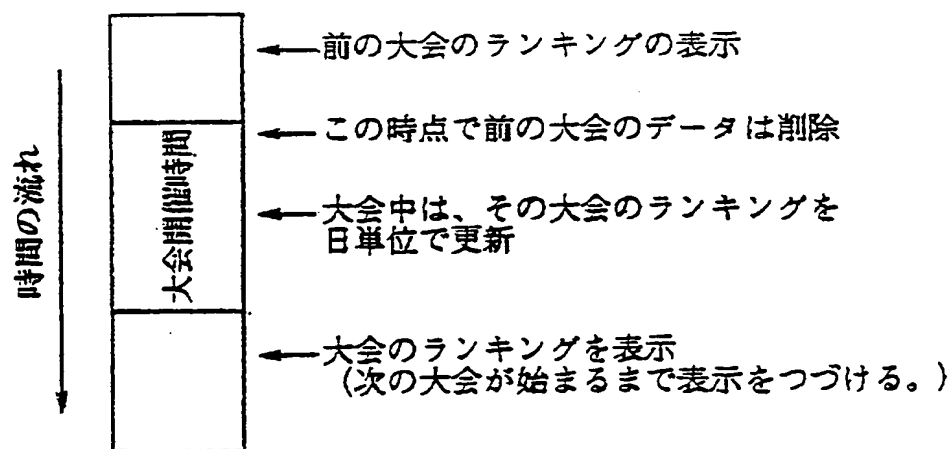 前の大会のランキングの表示
この時点で前の大会のデータは削除
大会中は、その大会のランキングを
日単位で更新
大会のランキングを表示
(次の大会が始まるまで表示をつづける。)
時間の流れ
大会開催時間